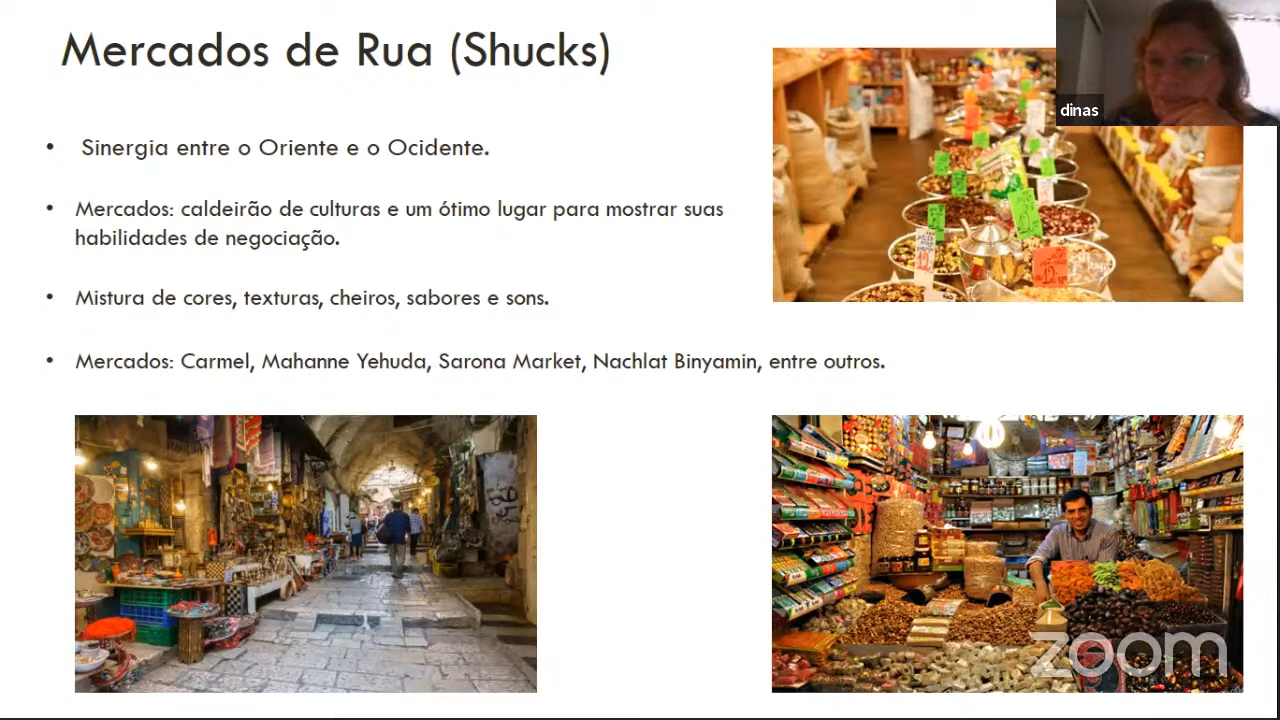 Mercados de Rua (Shucks)
dinas
• Sinergia entre o Oriente e o Ocidente.
• Mercados: caldeirão de culturas e um ótimo lugar para mostrar suas
habilidades de negociação.
• Mistura de cores, texturas, cheiros, sabores e sons.
• Mercados: Carmel, Mahanne Yehuda, Sarona Market, Nachlat Binyamin, entre outros.
zoom